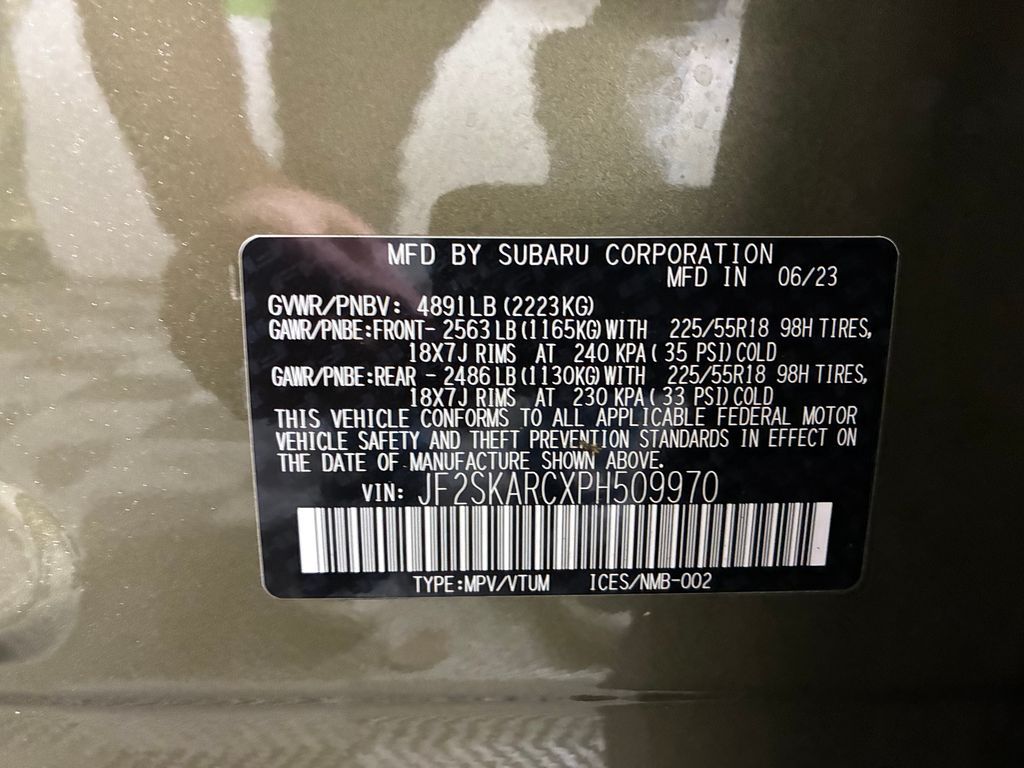 MFD BY SUBARU CORPORATION
MFD IN 06/23
GVWR/PNBV: 4891LB (2223KG)
GAWR/PNBE:FRONT- 2563LB (1165KG) WITH 225/55R18 98H TIRES,
18X7J RIMS AT 240 KPA ( 35 PSI) COLD
GAWR/PNBE:REAR - 2486LB (1130KG) WITH 225/55R18 98H TIRES,
18X7J RIMS AT 230 KPA ( 33 PSI) COLD
THIS VEHICLE CONFORMS TO ALL APPLICABLE FEDERAL MOTOR
VEHICLE SAFETY AND THEFT PREVENTION STANDARDS IN EFFECT ON
THE DATE OF MANUFACTURE SHOWN ABOVE.
VIN: JF2SKARCXPH509970
TYPE:MPV/VTUM ICES/NMB-002